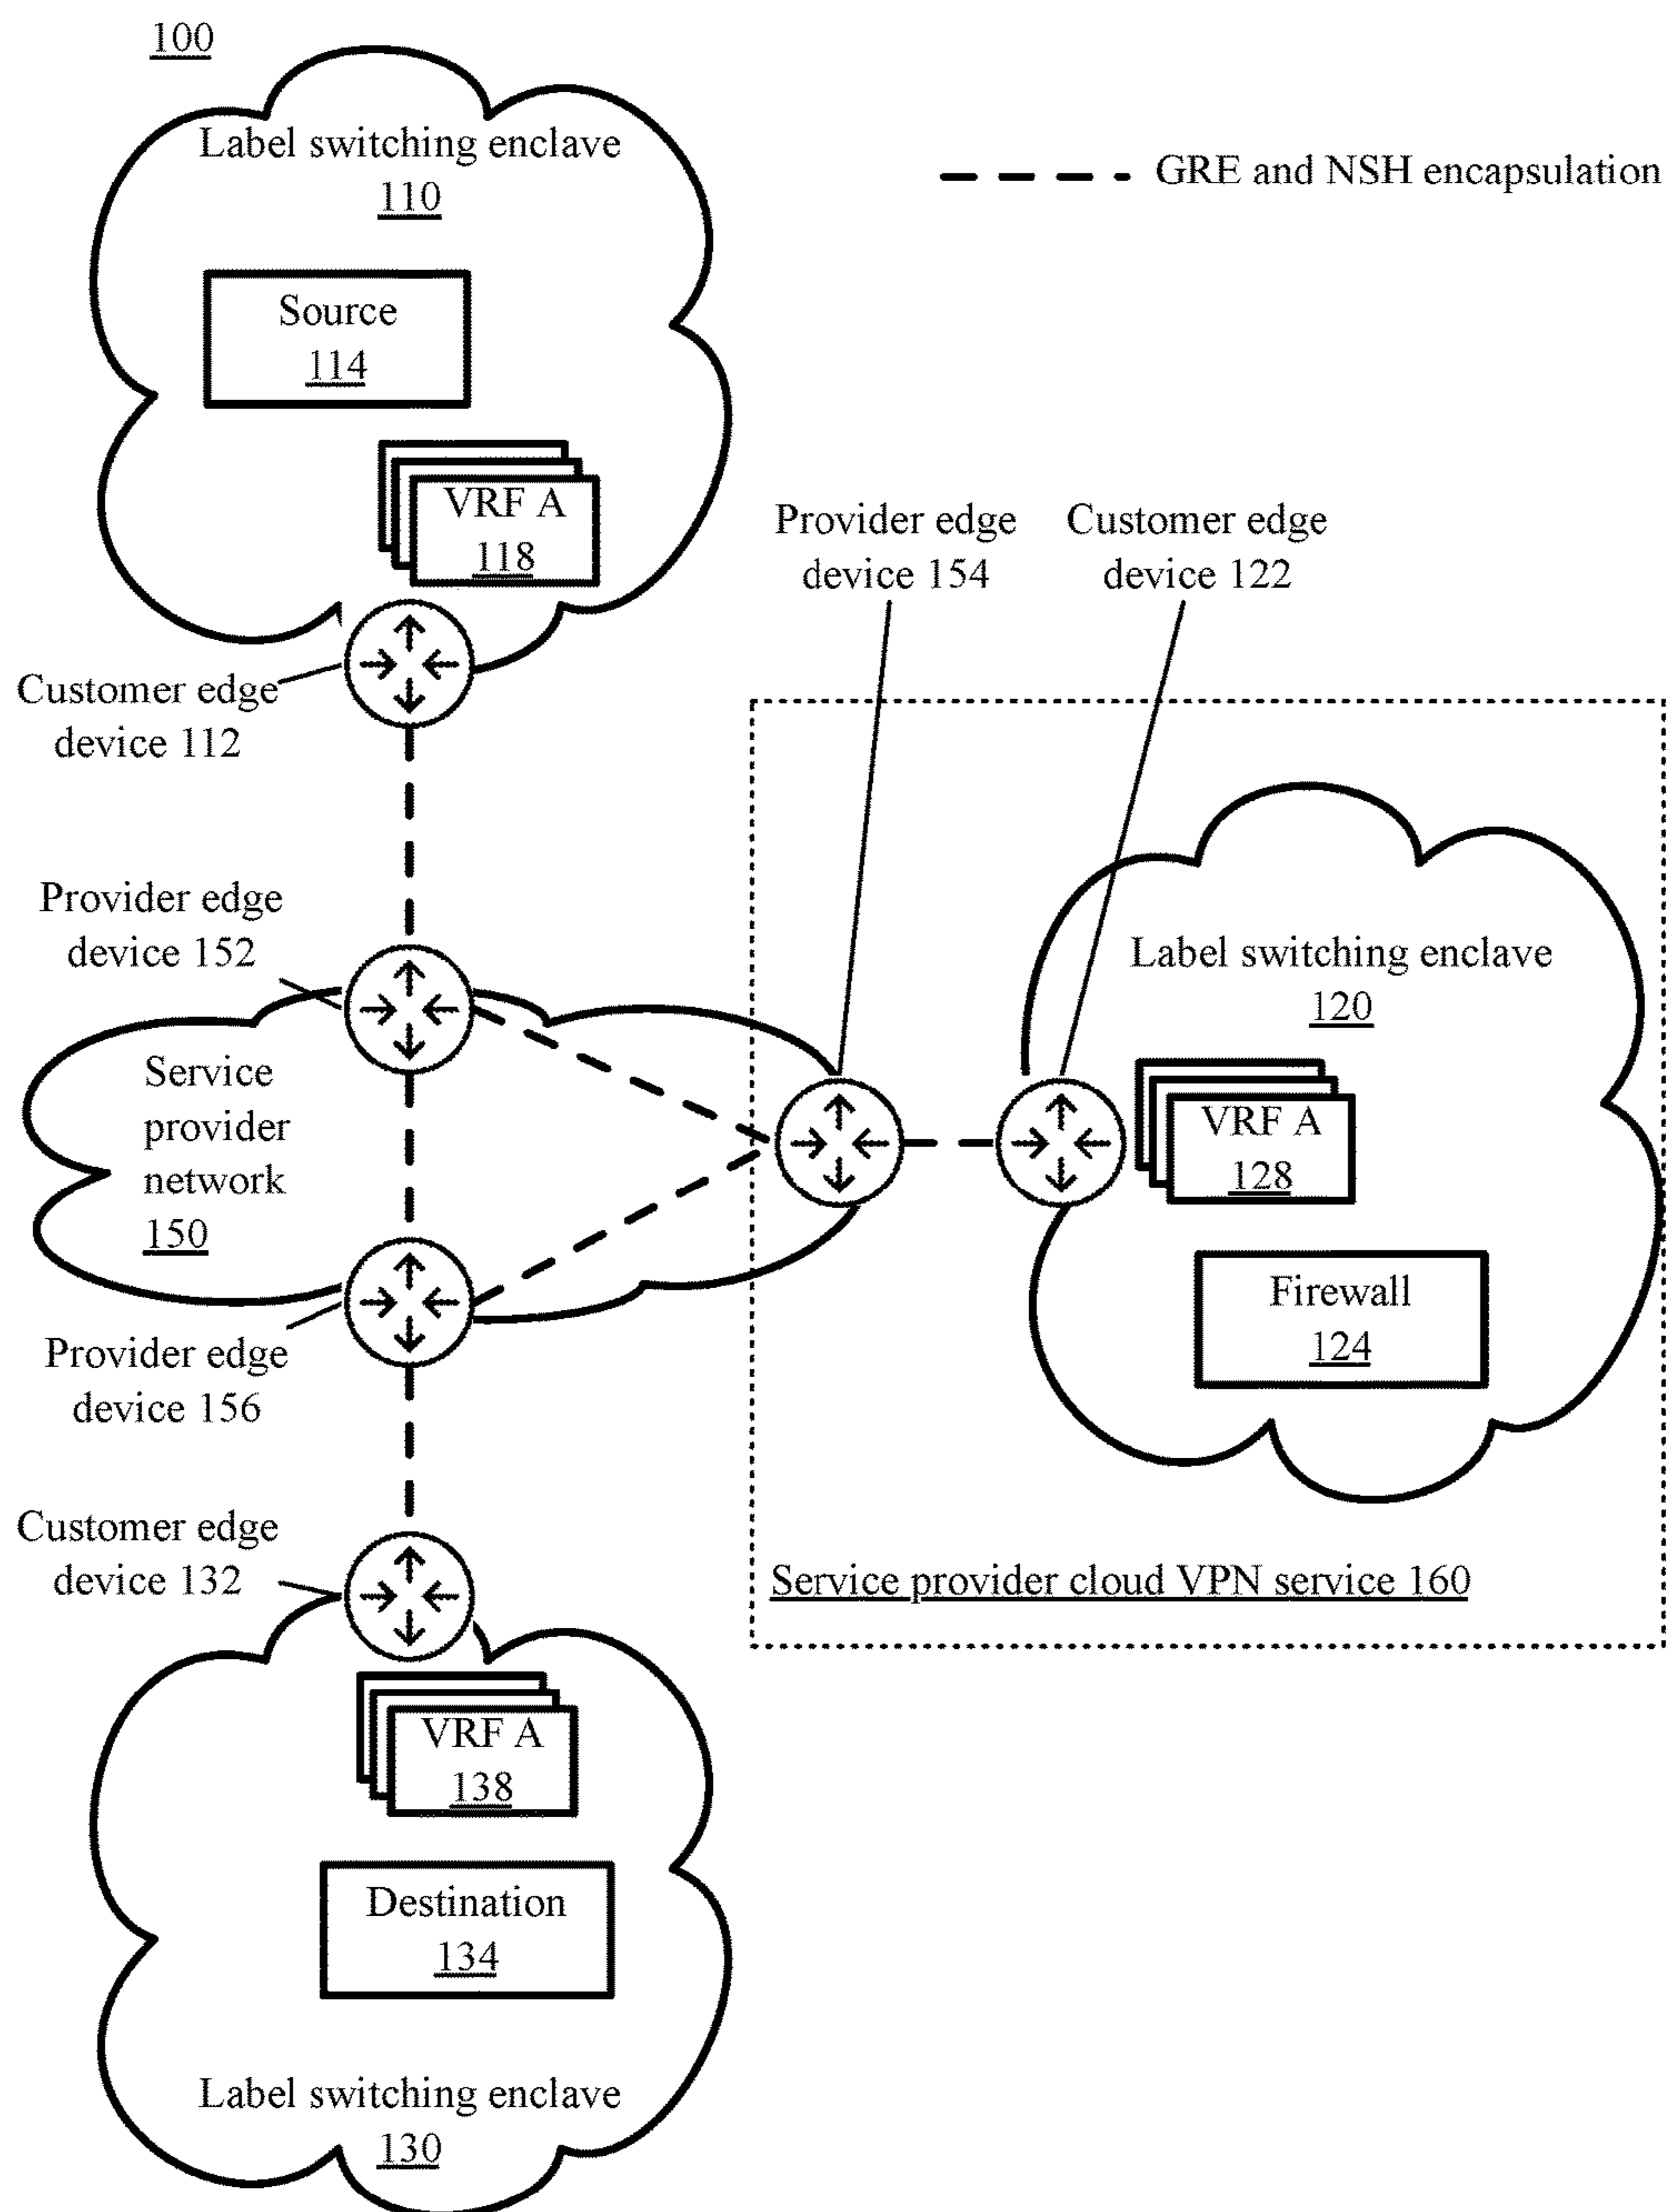 100
Label switching enclave
110
GRE and NSH encapsulation
Source
114
VRF A
118
Provider edge
device 154
Customer edge
device 122
Customer edge
device 112
Provider edge
device 152
Label switching enclave
120
Service
provider
network
150
VRF A
128
Firewall
124
Provider edge
device 156
Customer edge
device 132
Service provider cloud VPN service 160
VRF A
138
Destination
134
Label switching enclave
130